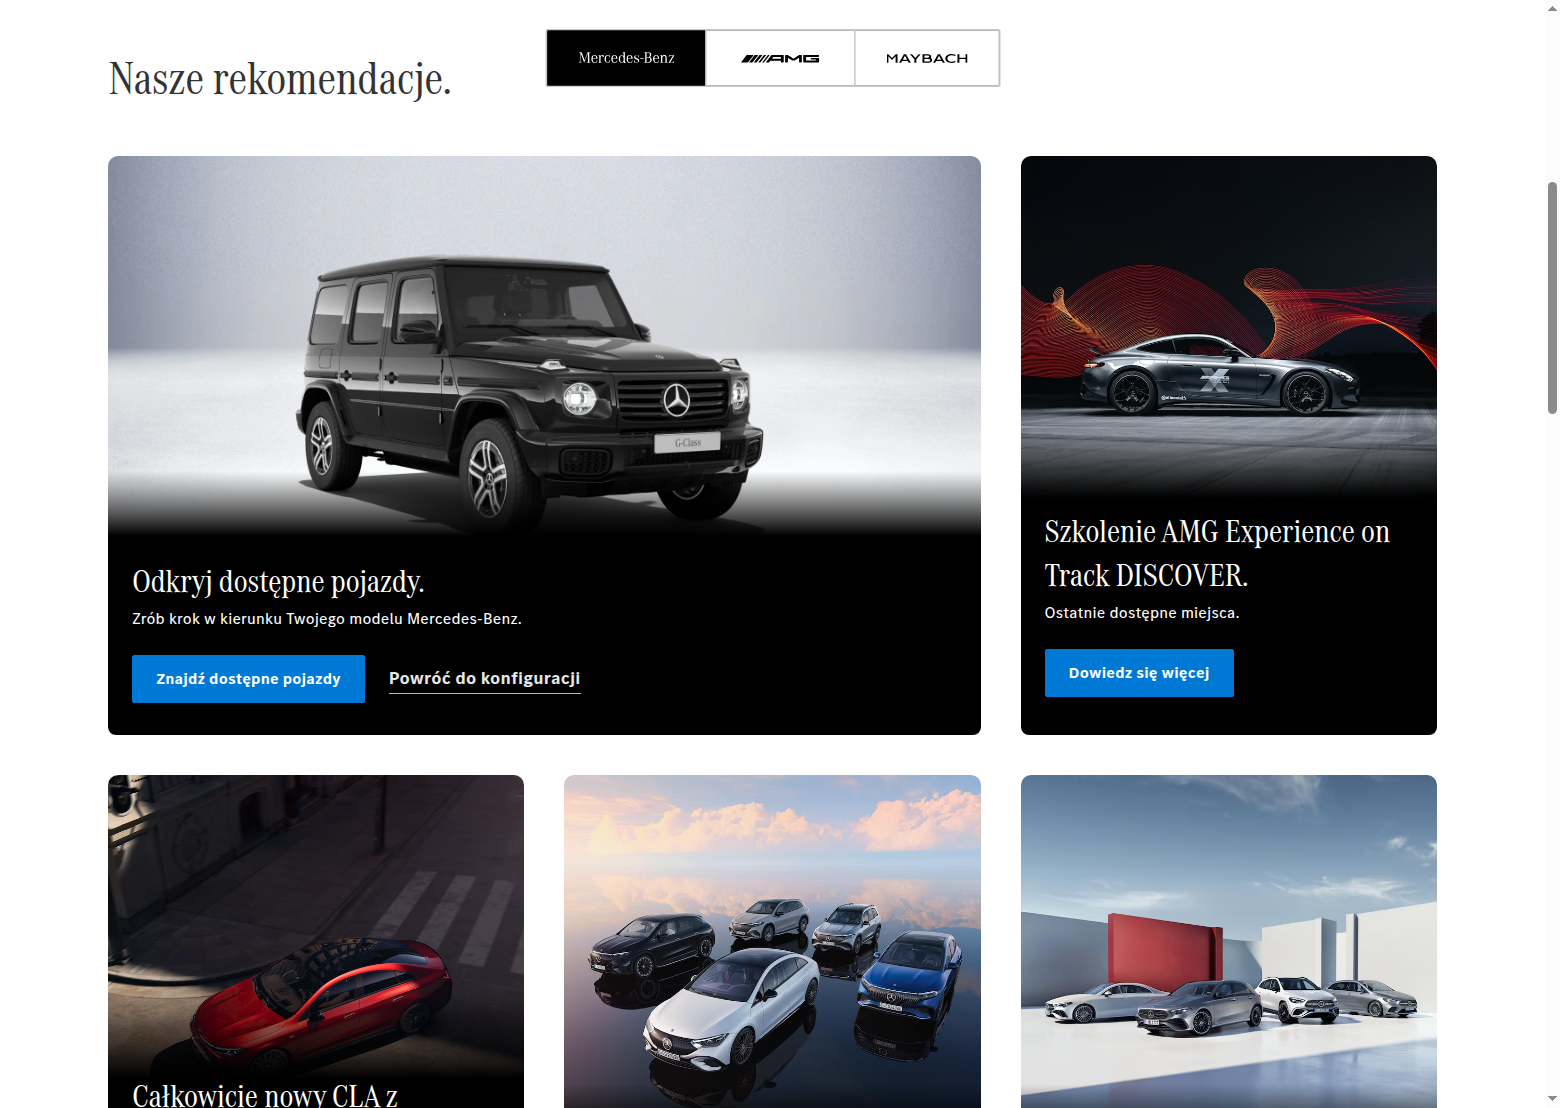 Nasze rekomendacje.
Mercedes-Benz
AMG
MAYBACH
G-Class
AMG
Odkryj dostępne pojazdy.
Zrób krok w kierunku Twojego modelu Mercedes-Benz.
Znajdź dostępne pojazdy
Powróć do konfiguracji
Szkolenie AMG Experience on
Track DISCOVER.
Ostatnie dostępne miejsca.
Dowiedz się więcej
Całkowicie nowy CLA z